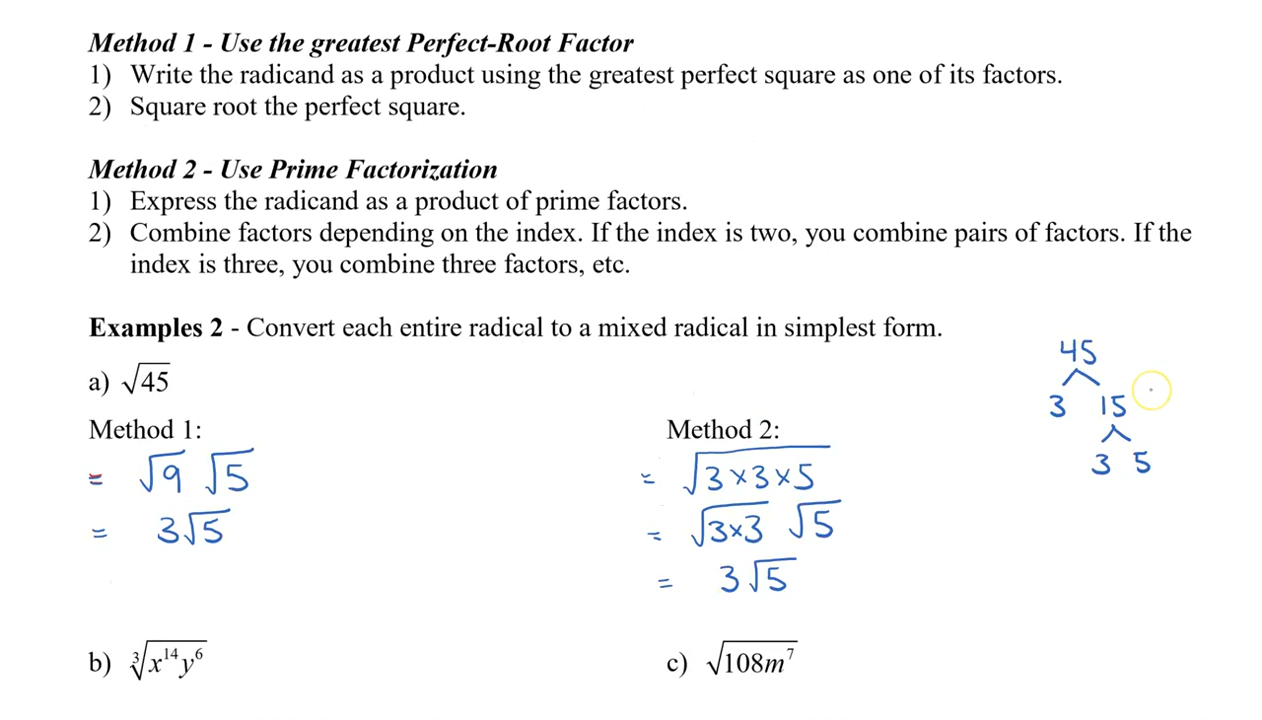 Method 1 - Use the greatest Perfect-Root Factor
1) Write the radicand as a product using the greatest perfect square as one of its factors.
2) Square root the perfect square.
Method 2 - Use Prime Factorization
1) Express the radicand as a product of prime factors.
2) Combine factors depending on the index. If the index is two, you combine pairs of factors. If the
index is three, you combine three factors, etc.
Examples 2 - Convert each entire radical to a mixed radical in simplest form.
a) √45
Method 1:
= √9 √5
= 3√5
Method 2:
= √3×3×5
= √3×3 √5
= 3√5
45
3 15
3 5
b) ∛x¹⁴y⁶
c) √108m⁷